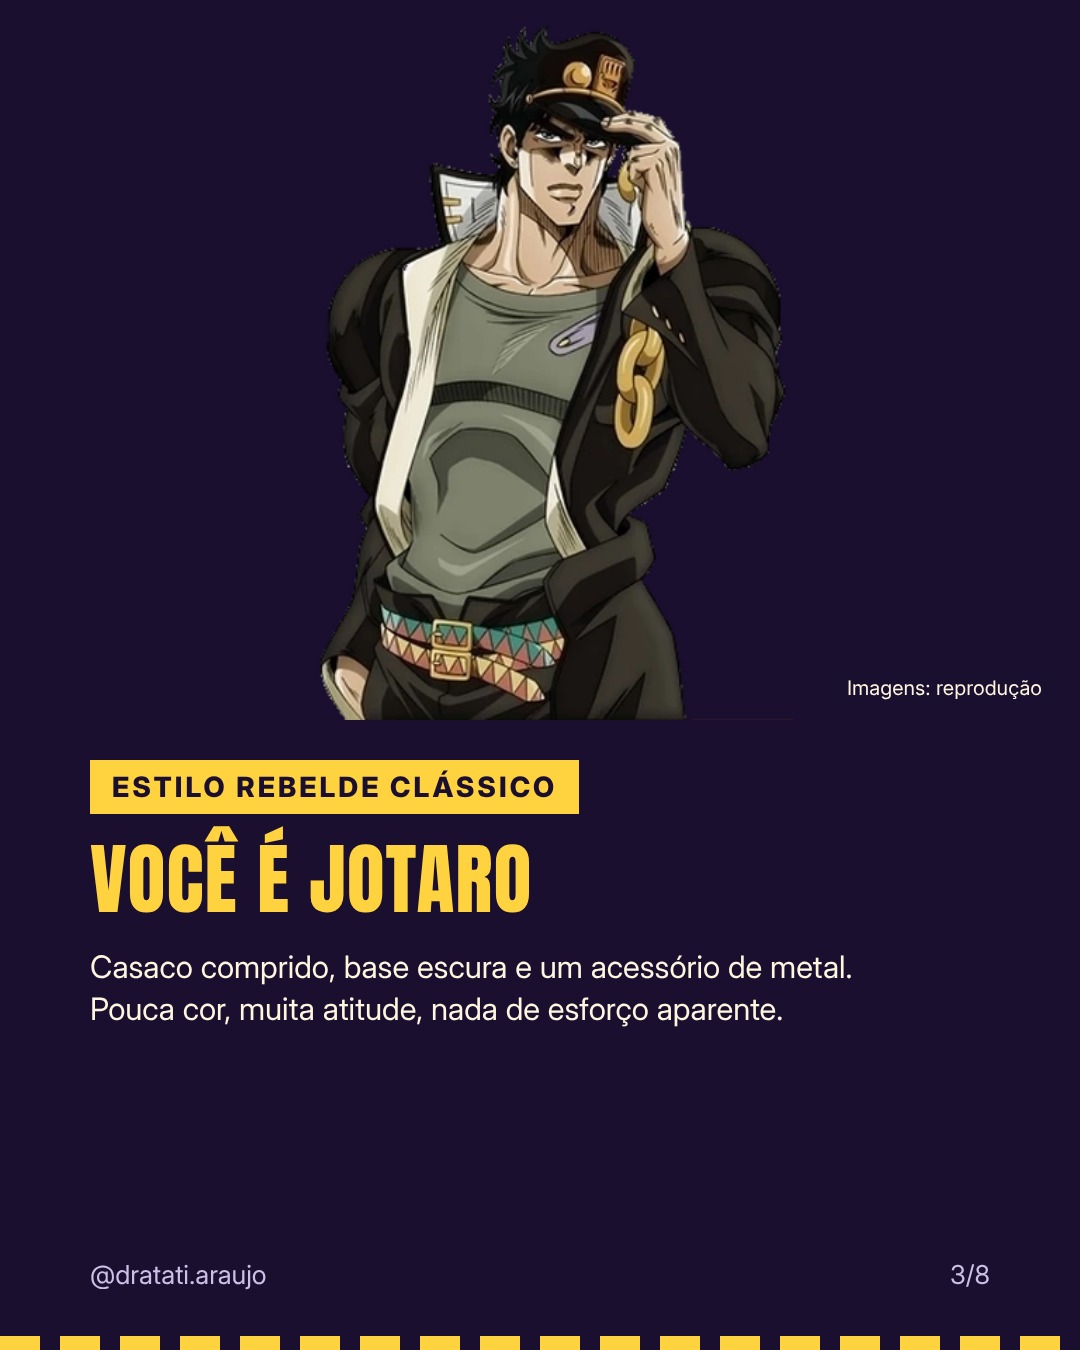 Imagens: reprodução
ESTILO REBELDE CLÁSSICO
VOCÊ É JOTARO
Casaco comprido, base escura e um acessório de metal.
Pouca cor, muita atitude, nada de esforço aparente.
@dratati.araujo
3/8